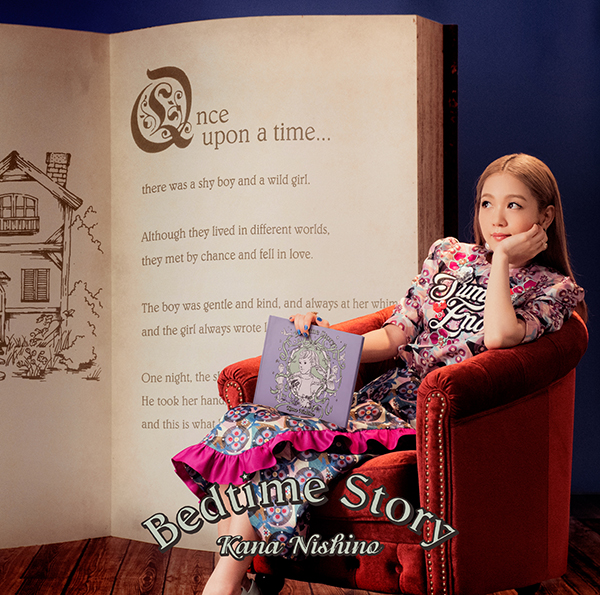 Once
upon a time...
there was a shy boy and a wild girl.
Although they lived in different worlds,
they met by chance and fell in love.
The boy was gentle and kind, and always at her whim
and the girl always wrote
One night, the
He took her hand
and this is what
Bedtime Story
Kana Nishino